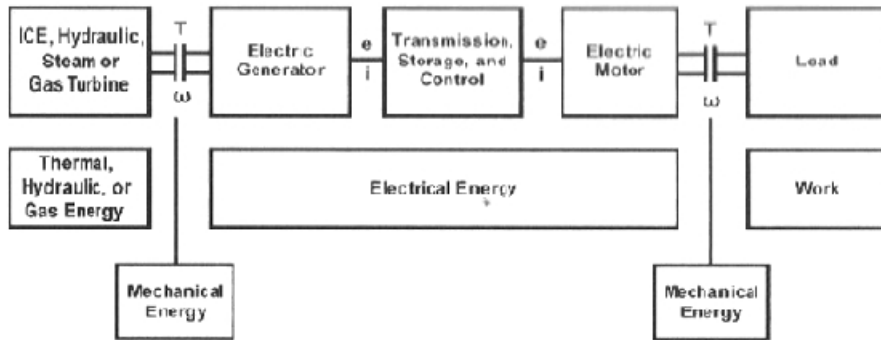 T
T
ICE, Hydraulic,
Steam or
Gas Turbine
Electric
Generator
e
i
Transmission,
Storage, and
Control
e
i
Electric
Motor
Load
ω
ω
Thermal,
Hydraulic, or
Gas Energy
Electrical Energy
Work
Mechanical
Energy
Mechanical
Energy